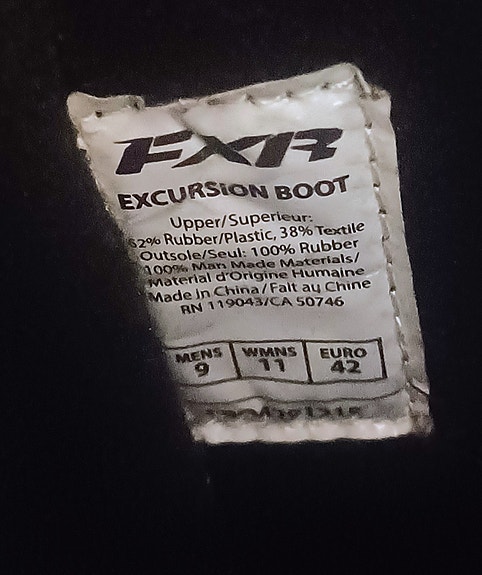 FXR
EXCURSION BOOT
Upper/Superieur:
62% Rubber/Plastic, 38% Textile
Outsole/Seul: 100% Rubber
100% Man Made Materials/
Material d'Origine Humaine
Made In China/Fait au Chine
RN 119043/CA 50746
MENS WMNS EURO
9 11 42